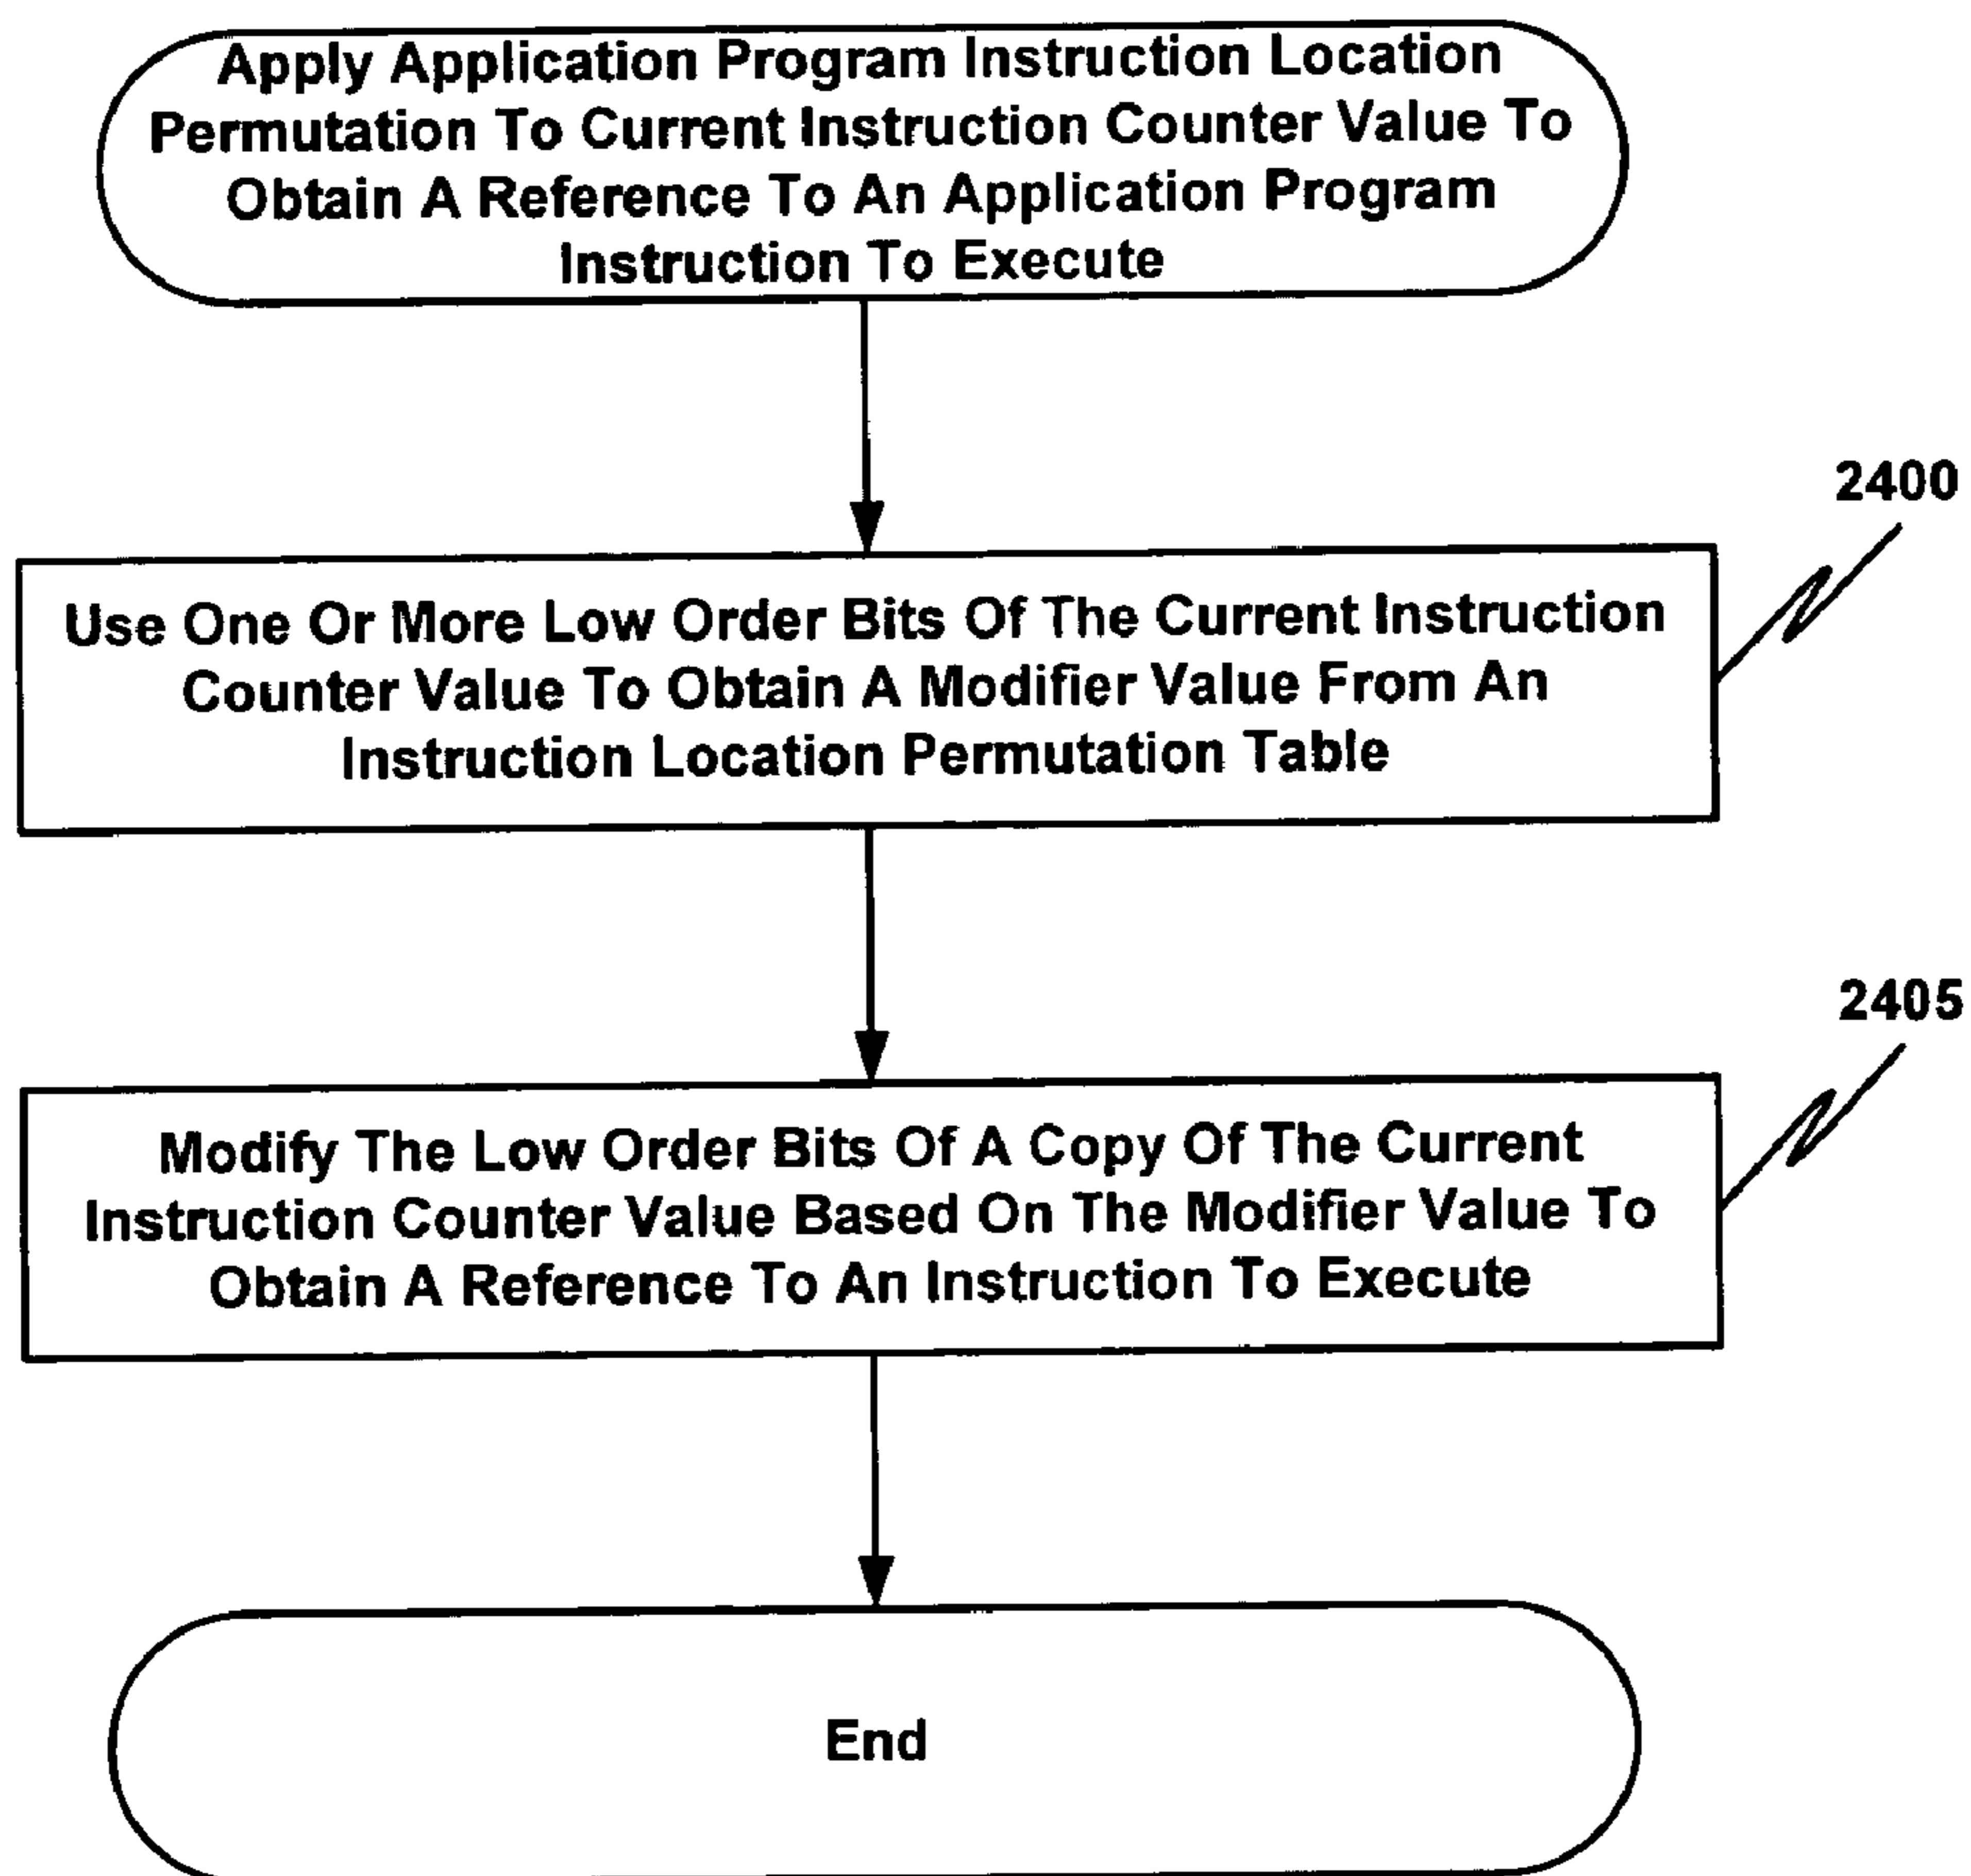 Apply Application Program Instruction Location
Permutation To Current Instruction Counter Value To
Obtain A Reference To An Application Program
Instruction To Execute
2400
Use One Or More Low Order Bits Of The Current Instruction
Counter Value To Obtain A Modifier Value From An
Instruction Location Permutation Table
2405
Modify The Low Order Bits Of A Copy Of The Current
Instruction Counter Value Based On The Modifier Value To
Obtain A Reference To An Instruction To Execute
End